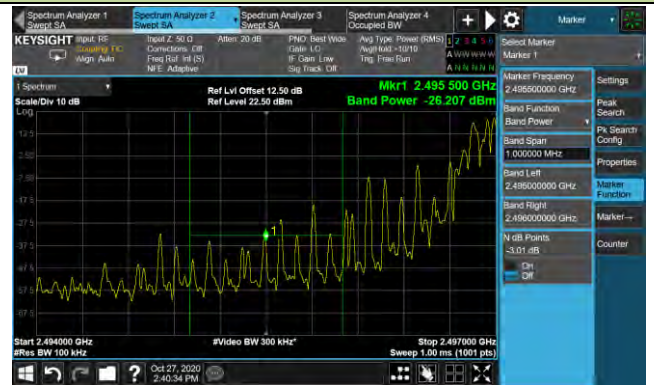 Spectrum Analyzer 1
Swept SA
Spectrum Analyzer 2
Swept SA
Spectrum Analyzer 3
Swept SA
Spectrum Analyzer 4
Occupied BW
Marker
KEYSIGHT
Input: RF
Coupling: DC
Align: Auto
Input Z: 50 Ω
Corrections: Off
Freq Ref: Int (S)
NFE: Adaptive
Atten: 20 dB
PNO: Best Wide
Gate: LO
IF Gain: Low
Sig Track: Off
Avg Type: Power (RMS)
Avg|Hold: >10/10
Trig: Free Run
1 2 3 4 5 6
A W W W W W
A N N N N N
LM
1 Spectrum
Scale/Div 10 dB
Log
Ref Lvl Offset 12.50 dB
Ref Level 22.50 dBm
Mkr1 2.495 500 GHz
Band Power -26.207 dBm
12.5
2.50
-7.50
-17.5
-27.5
-37.5
-47.5
-57.5
-67.5
1
Start 2.494000 GHz
#Res BW 100 kHz
#Video BW 300 kHz*
Stop 2.497000 GHz
Sweep 1.00 ms (1001 pts)
Select Marker
Marker 1
Marker Frequency
2.495500000 GHz
Band Function
Band Power
Band Span
1.000000 MHz
Band Left
2.495000000 GHz
Band Right
2.496000000 GHz
N dB Points
-3.01 dB
On
Off
Settings
Peak
Search
Pk Search
Config
Properties
Marker
Function
Marker→
Counter
?
Oct 27, 2020
2:40:34 PM